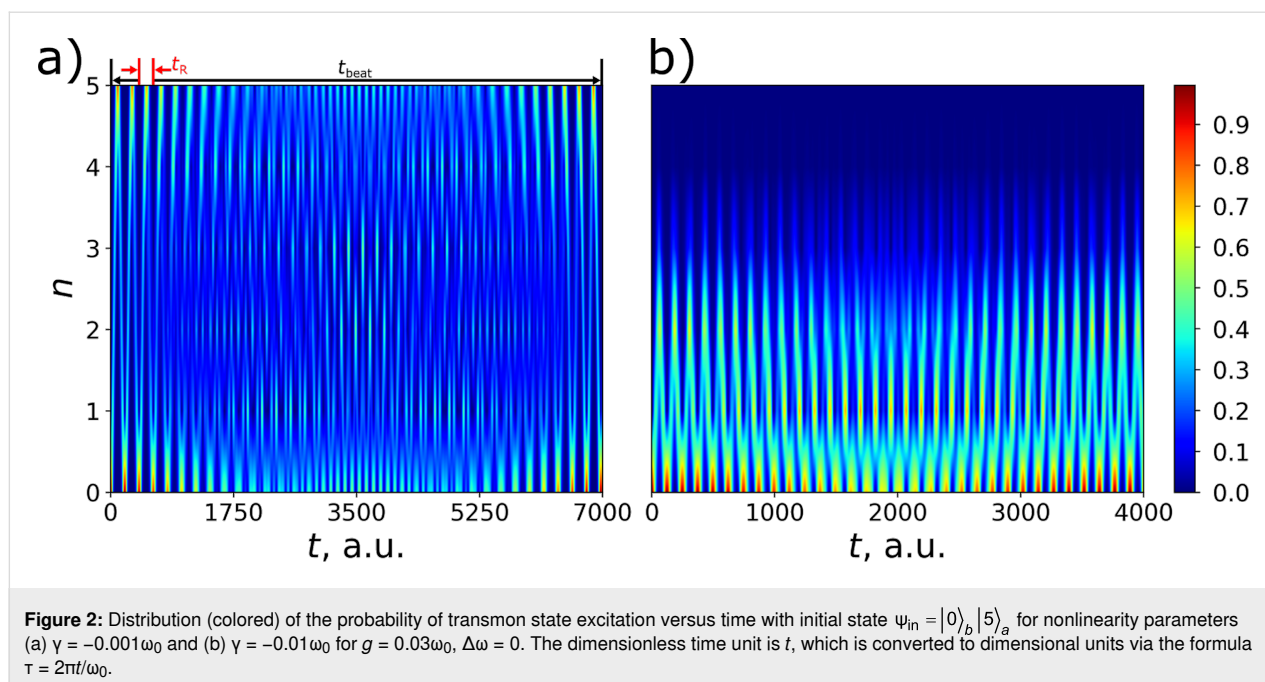 a)
t_R
t_beat
b)
5
4
3
2
1
0
n
0 1750 3500 5250 7000
t, a.u.
0 1000 2000 3000 4000
t, a.u.
0.9
0.8
0.7
0.6
0.5
0.4
0.3
0.2
0.1
0.0
Figure 2: Distribution (colored) of the probability of transmon state excitation versus time with initial state ψ_in = |0⟩_b |5⟩_a for nonlinearity parameters
(a) γ = −0.001ω₀ and (b) γ = −0.01ω₀ for g = 0.03ω₀, Δω = 0. The dimensionless time unit is t, which is converted to dimensional units via the formula
τ = 2πt/ω₀.